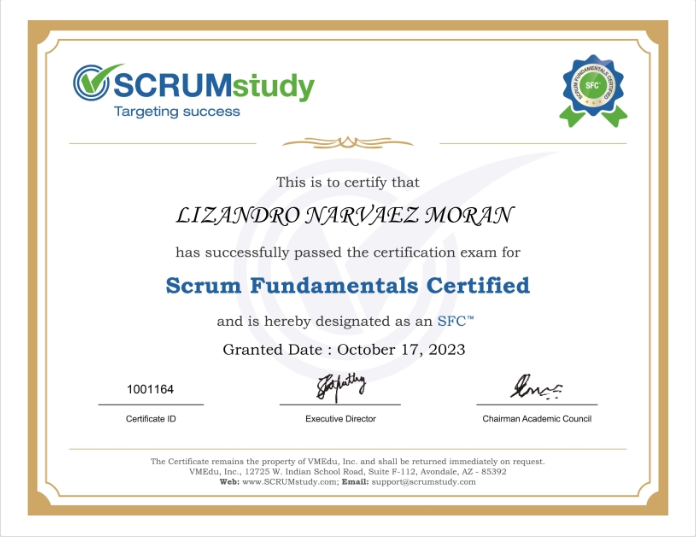 SCRUMstudy
Targeting success
SCRUM FUNDAMENTALS CERTIFIED
SFC
This is to certify that
LIZANDRO NARVAEZ MORAN
has successfully passed the certification exam for
Scrum Fundamentals Certified
and is hereby designated as an SFC™
Granted Date : October 17, 2023
1001164
Certificate ID
Executive Director
Chairman Academic Council
The Certificate remains the property of VMEdu, Inc. and shall be returned immediately on request.
VMEdu, Inc., 12725 W. Indian School Road, Suite F-112, Avondale, AZ - 85392
Web: www.SCRUMstudy.com; Email: support@scrumstudy.com